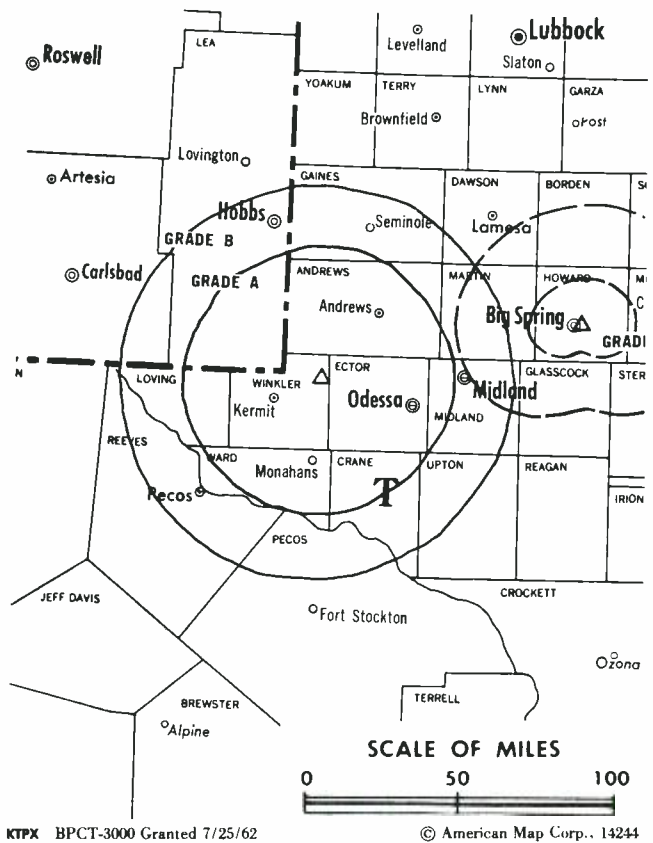 LEA
Levelland
Lubbock
Roswell
Slaton
YOAKUM
TERRY
LYNN
GARZA
Brownfield
Post
Lovington
GAINES
DAWSON
BORDEN
Artesia
Hobbs
Seminole
Lamesa
GRADE B
Carlsbad
GRADE A
ANDREWS
MARTIN
HOWARD
Andrews
Big Spring
GRAD
LOVING
WINKLER
ECTOR
GLASSCOCK
STER
Kermit
Odessa
Midland
MIDLAND
REEVES
WARD
Monahans
CRANE
UPTON
REAGAN
Pecos
T
IRION
PECOS
JEFF DAVIS
CROCKETT
Fort Stockton
Ozona
TERRELL
BREWSTER
Alpine
SCALE OF MILES
0 50 100
KTPX BPCT-3000 Granted 7/25/62 © American Map Corp., 14244